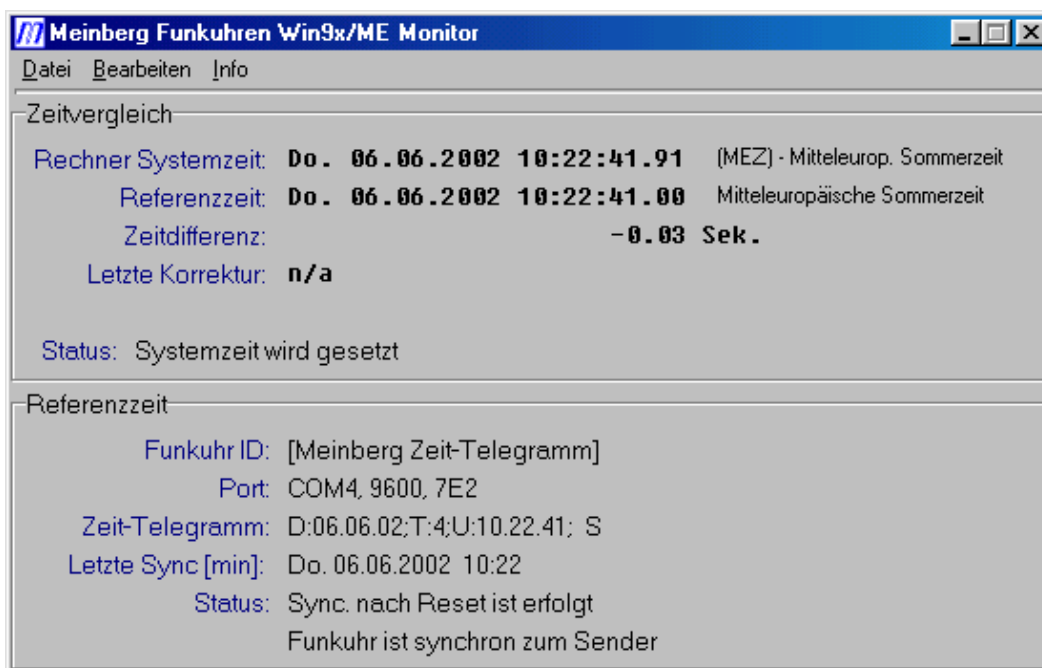 Meinberg Funkuhren Win9x/ME Monitor
Datei Bearbeiten Info
Zeitvergleich
Rechner Systemzeit: Do. 06.06.2002 10:22:41.91 (MEZ) - Mitteleurop. Sommerzeit
Referenzzeit: Do. 06.06.2002 10:22:41.00 Mitteleuropäische Sommerzeit
Zeitdifferenz: -0.03 Sek.
Letzte Korrektur: n/a
Status: Systemzeit wird gesetzt
Referenzzeit
Funkuhr ID: [Meinberg Zeit-Telegramm]
Port: COM4, 9600, 7E2
Zeit-Telegramm: D:06.06.02;T:4;U:10.22.41; S
Letzte Sync [min]: Do. 06.06.2002 10:22
Status: Sync. nach Reset ist erfolgt
Funkuhr ist synchron zum Sender